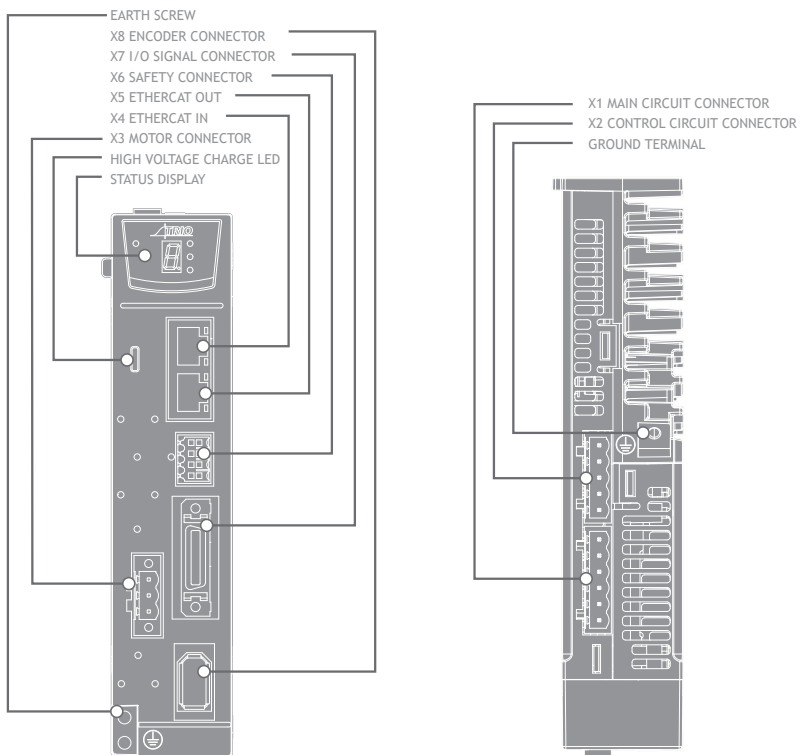 EARTH SCREW
X8 ENCODER CONNECTOR
X7 I/O SIGNAL CONNECTOR
X6 SAFETY CONNECTOR
X5 ETHERCAT OUT
X4 ETHERCAT IN
X3 MOTOR CONNECTOR
HIGH VOLTAGE CHARGE LED
STATUS DISPLAY
TRIO
8.
X1 MAIN CIRCUIT CONNECTOR
X2 CONTROL CIRCUIT CONNECTOR
GROUND TERMINAL